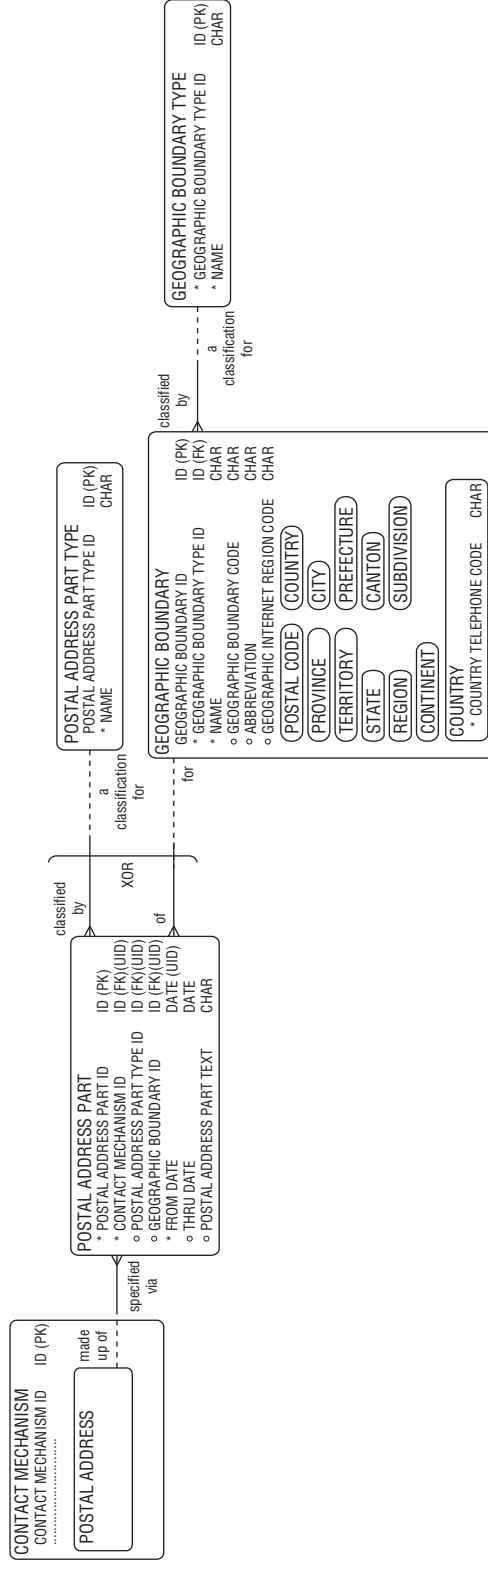 CONTACT MECHANISM
CONTACT MECHANISM ID ID (PK)
............................
POSTAL ADDRESS
made
up of
specified
via
POSTAL ADDRESS PART
* POSTAL ADDRESS PART ID ID (PK)
* CONTACT MECHANISM ID ID (FK)(UID)
o POSTAL ADDRESS PART TYPE ID ID (FK)(UID)
o GEOGRAPHIC BOUNDARY ID ID (FK)(UID)
* FROM DATE DATE (UID)
o THRU DATE DATE
o POSTAL ADDRESS PART TEXT CHAR
classified
by
of
XOR
a
classification
for
for
POSTAL ADDRESS PART TYPE
POSTAL ADDRESS PART TYPE ID ID (PK)
* NAME CHAR
GEOGRAPHIC BOUNDARY
GEOGRAPHIC BOUNDARY ID ID (PK)
* GEOGRAPHIC BOUNDARY TYPE ID ID (FK)
* NAME CHAR
o GEOGRAPHIC BOUNDARY CODE CHAR
o ABBREVIATION CHAR
o GEOGRAPHIC INTERNET REGION CODE CHAR
POSTAL CODE COUNTRY
PROVINCE CITY
TERRITORY PREFECTURE
STATE CANTON
REGION SUBDIVISION
CONTINENT
COUNTRY
* COUNTRY TELEPHONE CODE CHAR
classified
by
a
classification
for
GEOGRAPHIC BOUNDARY TYPE
* GEOGRAPHIC BOUNDARY TYPE ID ID (PK)
* NAME CHAR